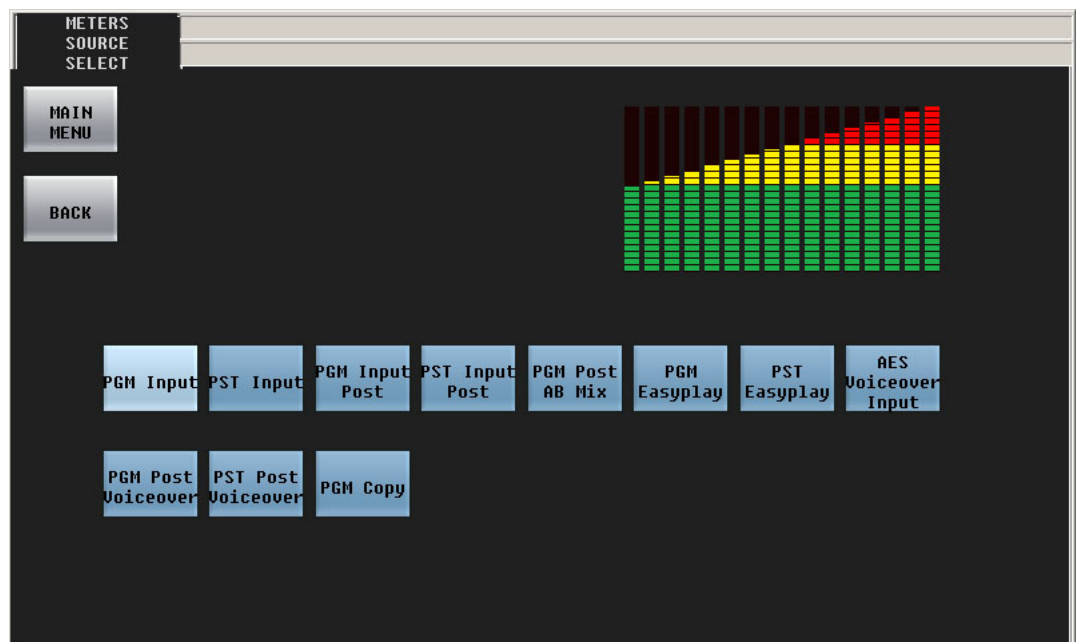 METERS
SOURCE
SELECT
MAIN
MENU
BACK
PGM Input
PST Input
PGM Input
Post
PST Input
Post
PGM Post
AB Mix
PGM
Easyplay
PST
Easyplay
AES
Voiceover
Input
PGM Post
Voiceover
PST Post
Voiceover
PGM Copy